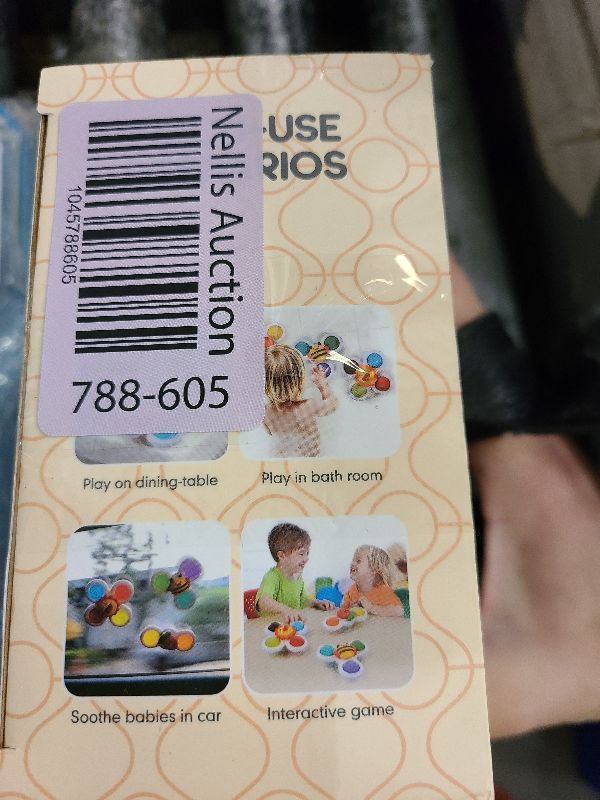 -USE
RIOS
Nellis Auction
1045788605
788-605
Play on dining-table
Play in bath room
Soothe babies in car
Interactive game